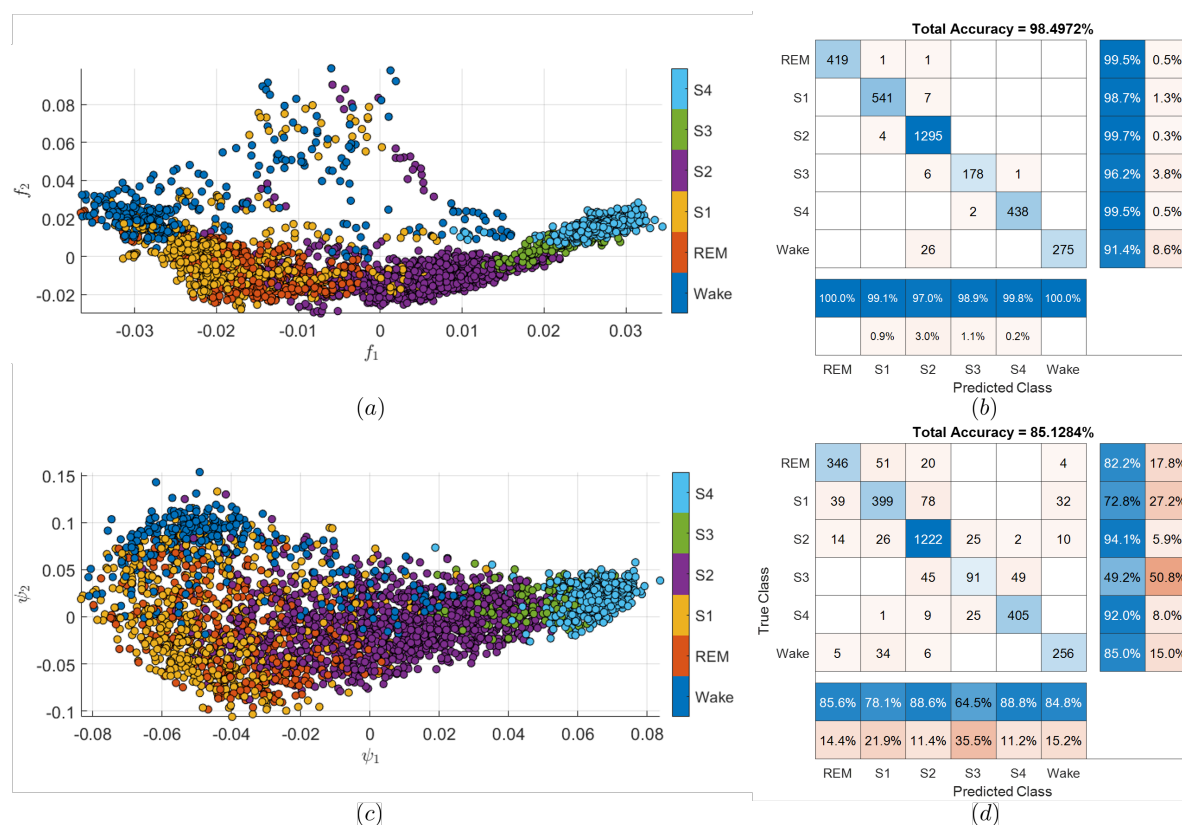 0.08
0.06
0.04
0.02
0
-0.02
f2
-0.03 -0.02 -0.01 0 0.01 0.02 0.03
f1
S4
S3
S2
S1
REM
Wake
(a)
Total Accuracy = 98.4972%
REM 419 1 1 99.5% 0.5%
S1 541 7 98.7% 1.3%
S2 4 1295 99.7% 0.3%
S3 6 178 1 96.2% 3.8%
S4 2 438 99.5% 0.5%
Wake 26 275 91.4% 8.6%
100.0% 99.1% 97.0% 98.9% 99.8% 100.0%
0.9% 3.0% 1.1% 0.2%
REM S1 S2 S3 S4 Wake
Predicted Class
(b)
0.15
0.1
0.05
0
-0.05
-0.1
ψ2
-0.08 -0.06 -0.04 -0.02 0 0.02 0.04 0.06 0.08
ψ1
S4
S3
S2
S1
REM
Wake
(c)
Total Accuracy = 85.1284%
True Class
REM 346 51 20 4 82.2% 17.8%
S1 39 399 78 32 72.8% 27.2%
S2 14 26 1222 25 2 10 94.1% 5.9%
S3 45 91 49 49.2% 50.8%
S4 1 9 25 405 92.0% 8.0%
Wake 5 34 6 256 85.0% 15.0%
85.6% 78.1% 88.6% 64.5% 88.8% 84.8%
14.4% 21.9% 11.4% 35.5% 11.2% 15.2%
REM S1 S2 S3 S4 Wake
Predicted Class
(d)